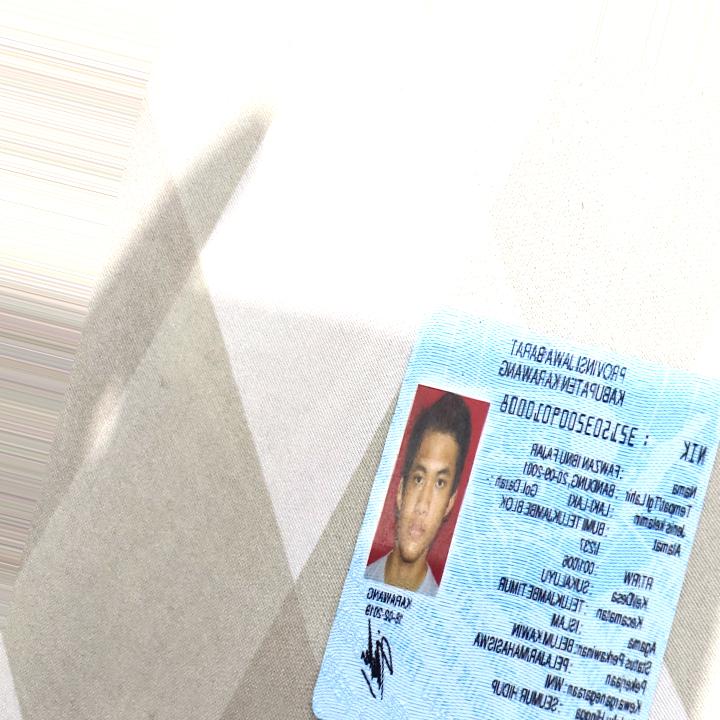 PROVINSI JAWA BARAT
KABUPATEN KARAWANG
NIK : 3215032009010008
Nama : FAWZAN IBNU FAJAR
Tempat/Tgl Lahir : BANDUNG, 20-09-2001
Jenis kelamin : LAKI-LAKI Gol. Darah : -
Alamat : BUMI TELUKJAMBE BLOK
I/237
RT/RW : 001/006
Kel/Desa : SUKALUYU
Kecamatan : TELUKJAMBE TIMUR
Agama : ISLAM
Status Perkawinan: BELUM KAWIN
Pekerjaan : PELAJAR/MAHASISWA
Kewarganegaraan: WNI
Hingga : SEUMUR HIDUP
KARAWANG
18-02-2019